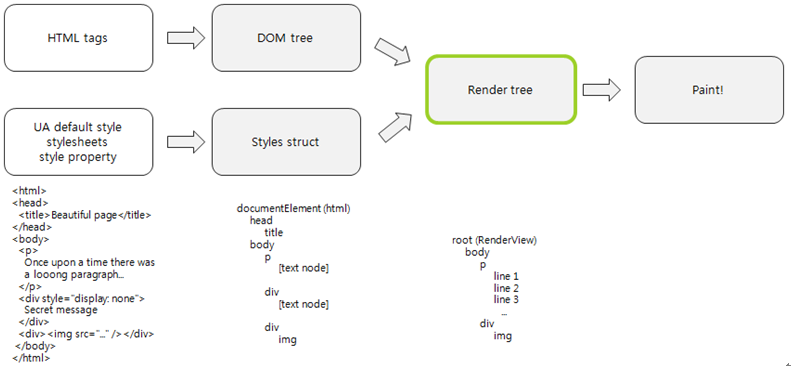 HTML tags
DOM tree
Render tree
Paint!
UA default style
stylesheets
style property
Styles struct
<html>
<head>
<title>Beautiful page</title>
</head>
<body>
<p>
Once upon a time there was
a looong paragraph...
</p>
<div style="display: none">
Secret message
</div>
<div><img src="..." /></div>
</body>
</html>
documentElement (html)
head
title
body
p
[text node]
div
[text node]
div
img
root (RenderView)
body
p
line 1
line 2
line 3
...
div
img